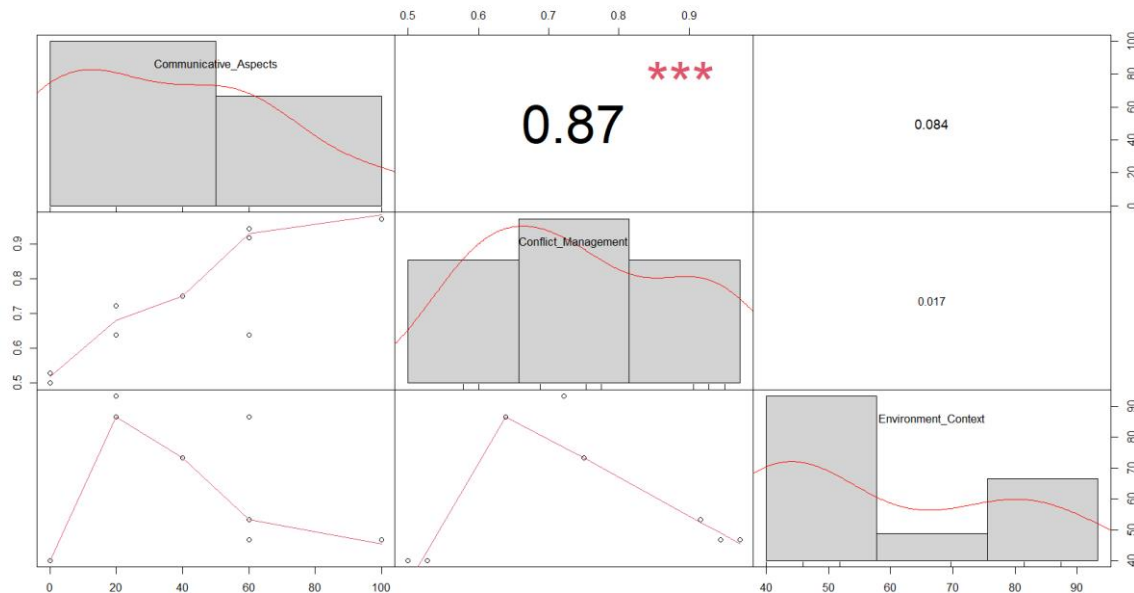 0.5 0.6 0.7 0.8 0.9
Communicative_Aspects
***
0.87
0.084
0 20 40 60 80 100
0.5 0.6 0.7 0.8 0.9
Conflict_Management
0.017
Environment_Context
40 50 60 70 80 90
0 20 40 60 80 100
40 50 60 70 80 90